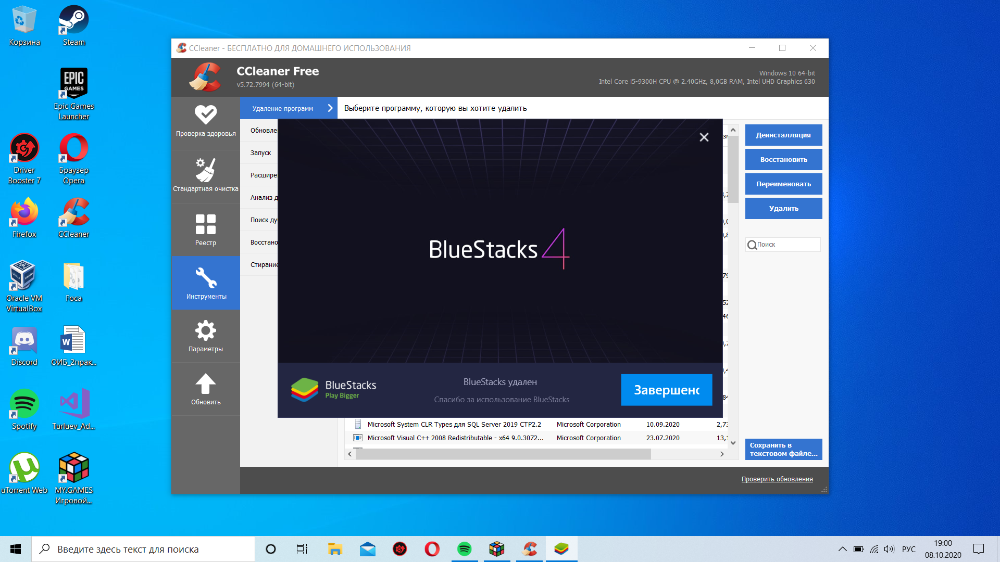 Корзина
Steam
EPIC
GAMES
Epic Games
Launcher
Driver
Booster 7
Браузер
Opera
Firefox
CCleaner
Oracle VM
VirtualBox
Foca
Discord
ОИБ_2прак...
Spotify
Turluev_Ad...
uTorrent Web
MY.GAMES
Игровой...
CCleaner - БЕСПЛАТНО ДЛЯ ДОМАШНЕГО ИСПОЛЬЗОВАНИЯ
CCleaner Free
v5.72.7994 (64-bit)
Windows 10 64-bit
Intel Core i5-9300H CPU @ 2.40GHz, 8,0GB RAM, Intel UHD Graphics 630
Проверка здоровья
Стандартная очистка
Реестр
Инструменты
Параметры
Обновить
Удаление программ
Обновле
Запуск
Расшире
Анализ д
Поиск ду
Восстано
Стирание
Выберите программу, которую вы хотите удалить
BlueStacks 4
BlueStacks
Play Bigger
BlueStacks удален
Спасибо за использование BlueStacks
Завершено
Microsoft System CLR Types для SQL Server 2019 CTP2.2 Microsoft Corporation 10.09.2020 2,73
Microsoft Visual C++ 2008 Redistributable - x64 9.0.3072... Microsoft Corporation 23.07.2020 13,1
Деинсталляция
Восстановить
Переименовать
Удалить
Поиск
Сохранить в
текстовом файле...
Проверить обновления
Введите здесь текст для поиска
РУС
19:00
08.10.2020